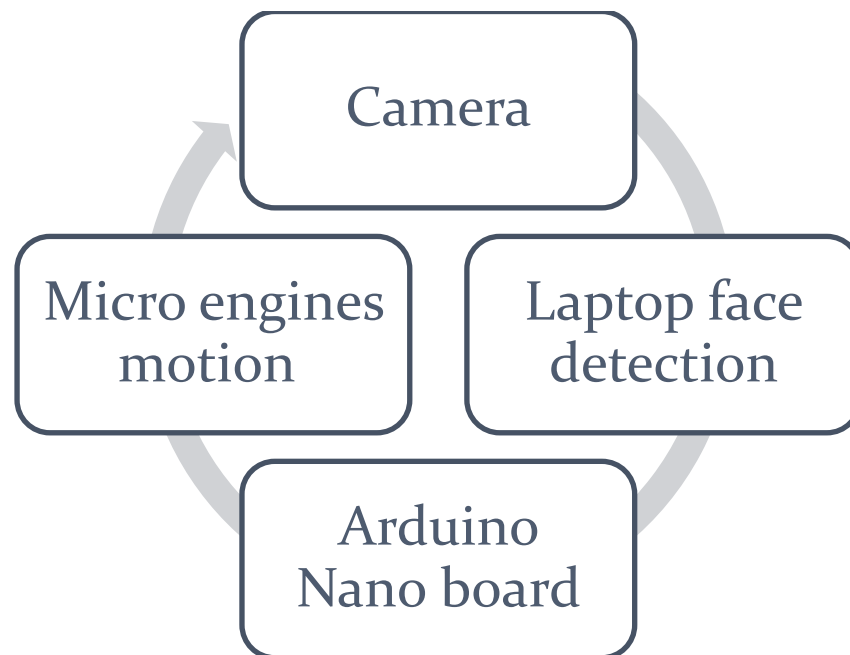 Camera
Laptop face
detection
Arduino
Nano board
Micro engines
motion